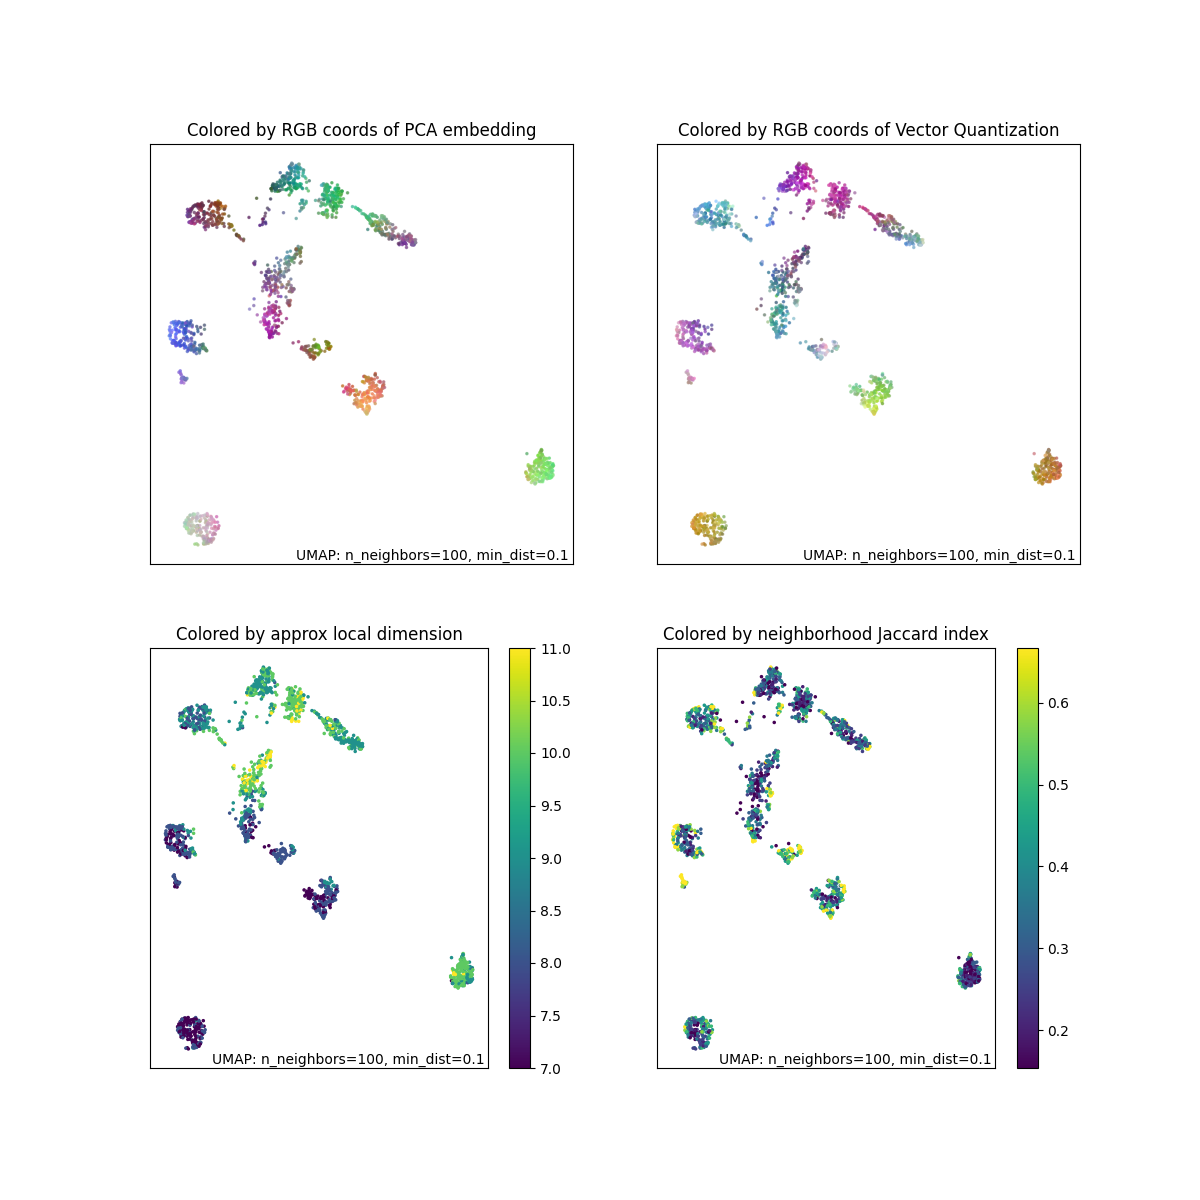 Colored by RGB coords of PCA embedding
UMAP: n_neighbors=100, min_dist=0.1
Colored by RGB coords of Vector Quantization
UMAP: n_neighbors=100, min_dist=0.1
Colored by approx local dimension
UMAP: n_neighbors=100, min_dist=0.1
11.0
10.5
10.0
9.5
9.0
8.5
8.0
7.5
7.0
Colored by neighborhood Jaccard index
UMAP: n_neighbors=100, min_dist=0.1
0.6
0.5
0.4
0.3
0.2